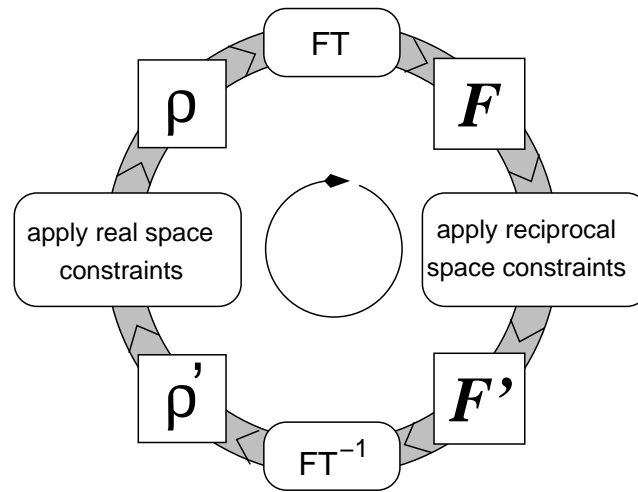 FT
ρ
F
apply real space
constraints
apply reciprocal
space constraints
ρ'
F'
FT⁻¹